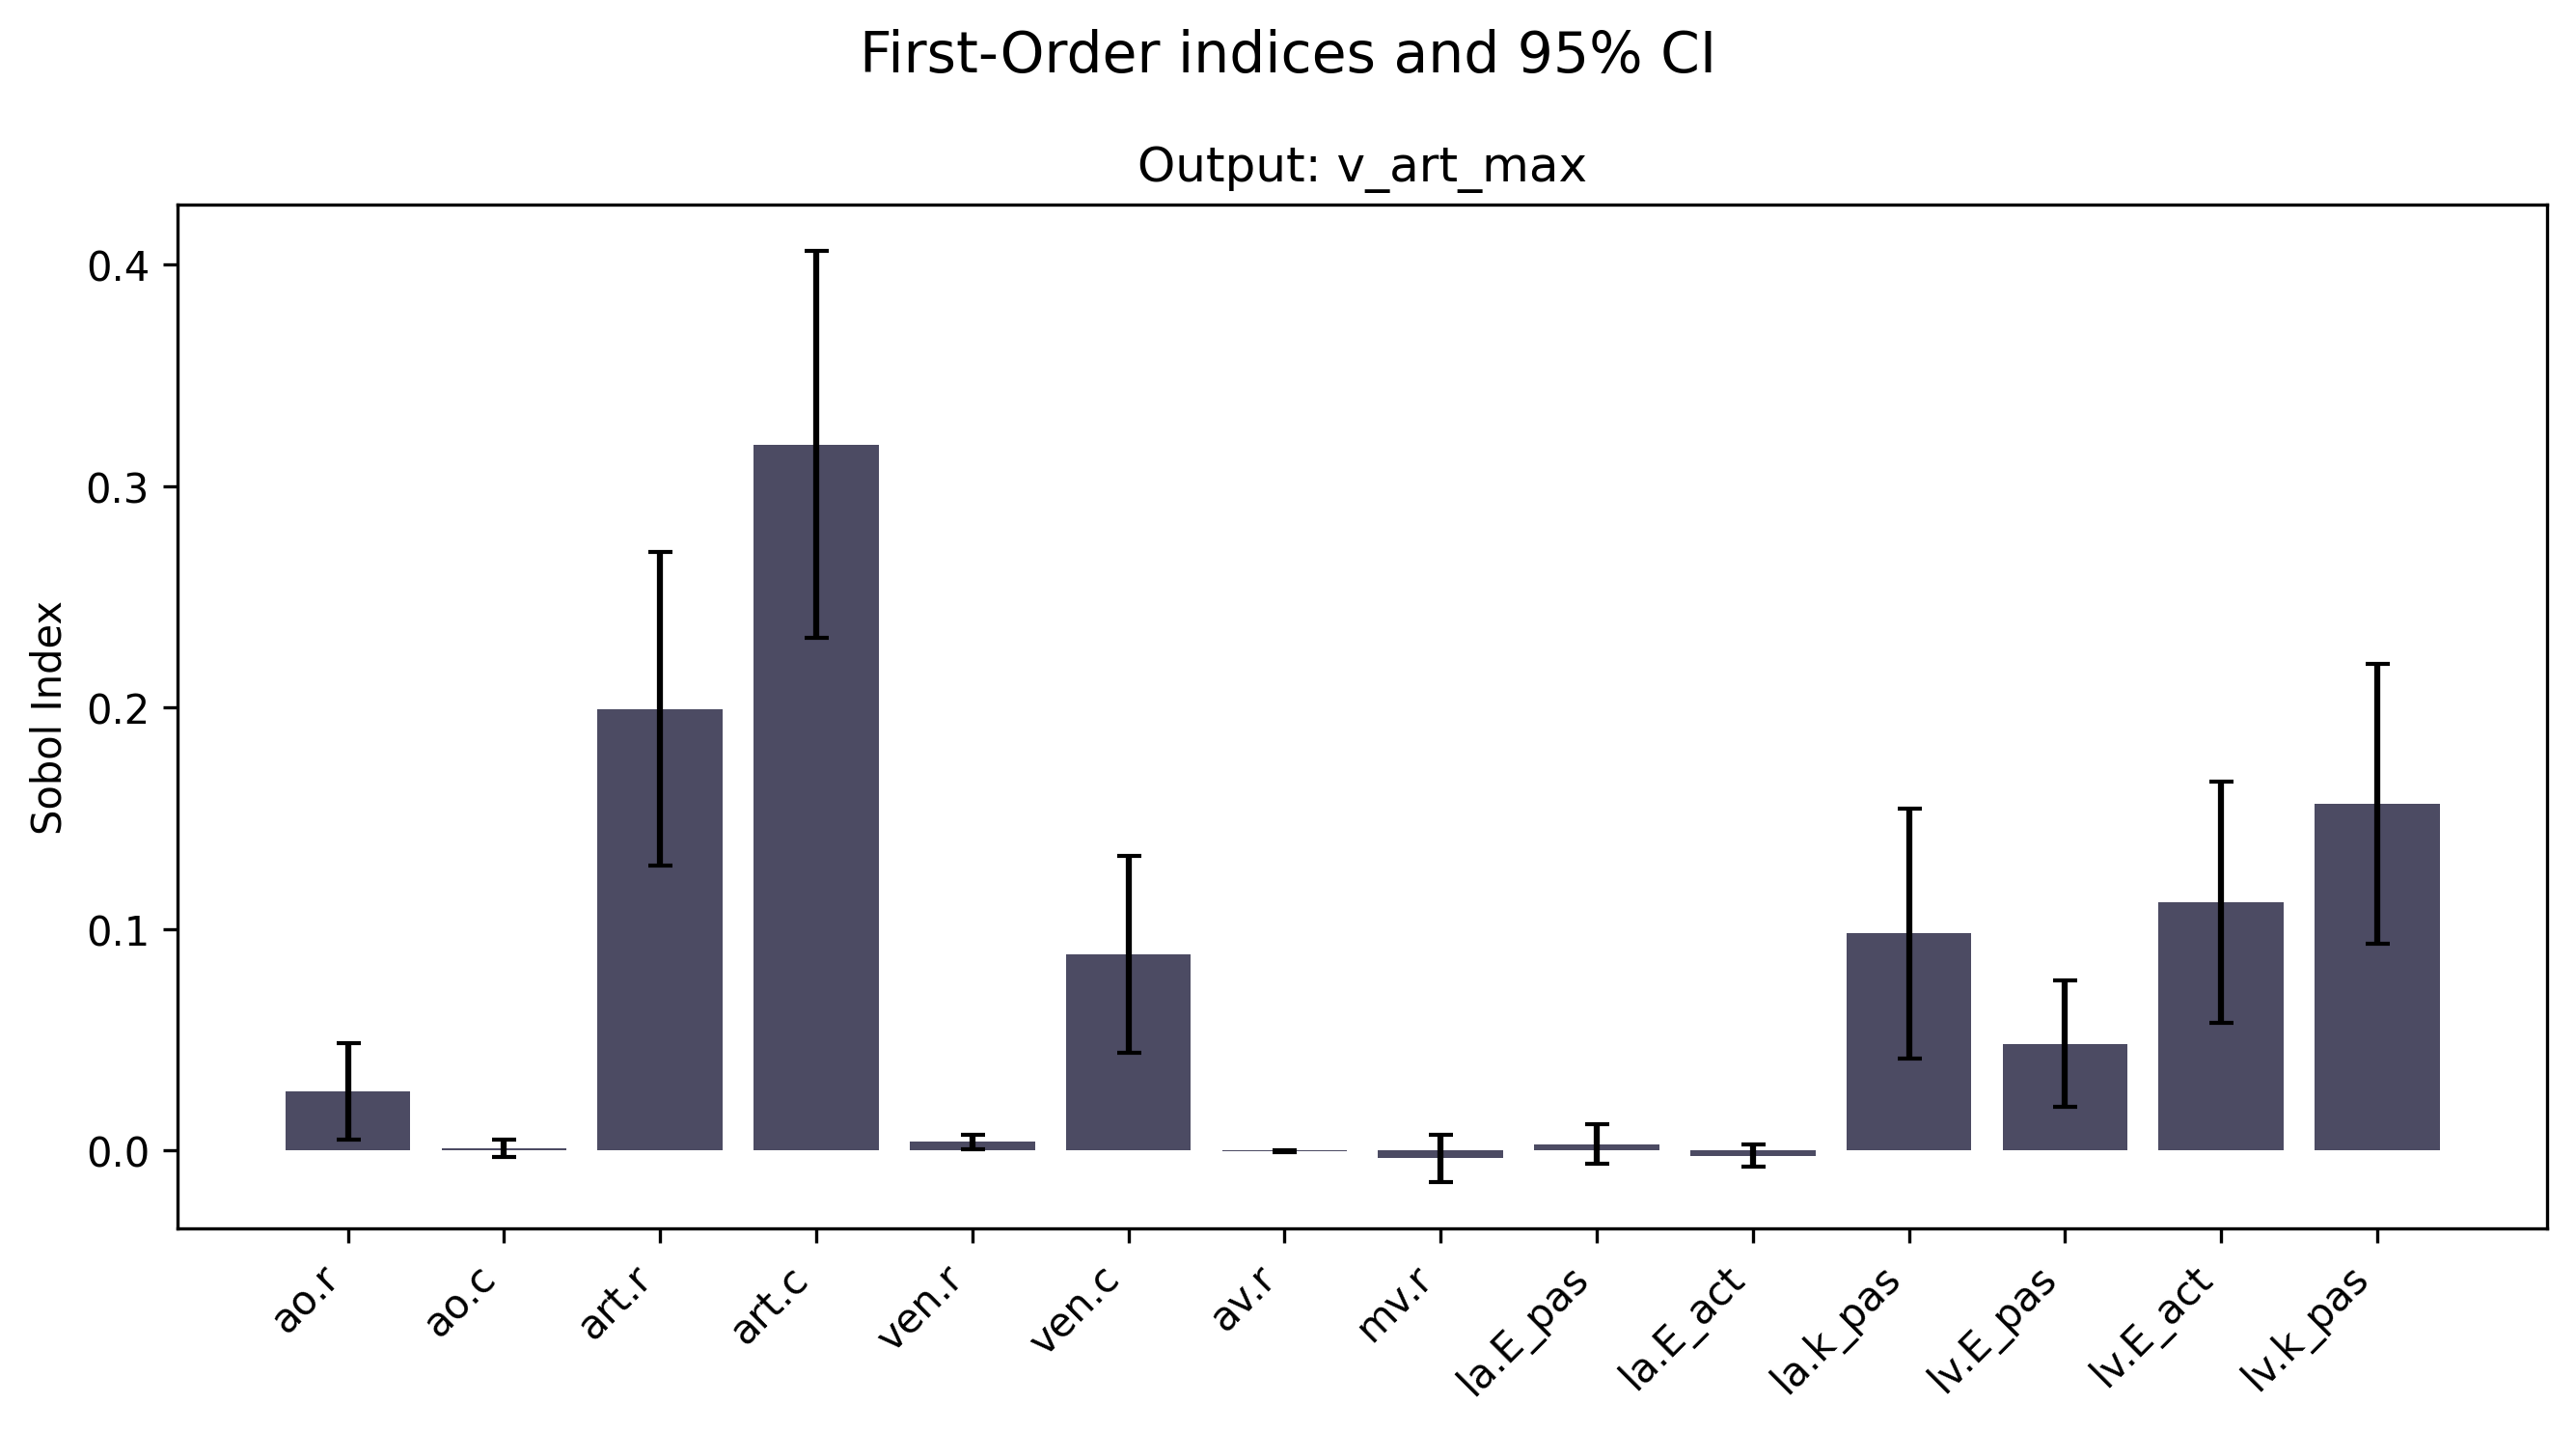 First-Order indices and 95% CI
Output: v_art_max
Sobol Index
0.4
0.3
0.2
0.1
0.0
ao.r
ao.c
art.r
art.c
ven.r
ven.c
av.r
mv.r
la.E_pas
la.E_act
la.k_pas
lv.E_pas
lv.E_act
lv.k_pas